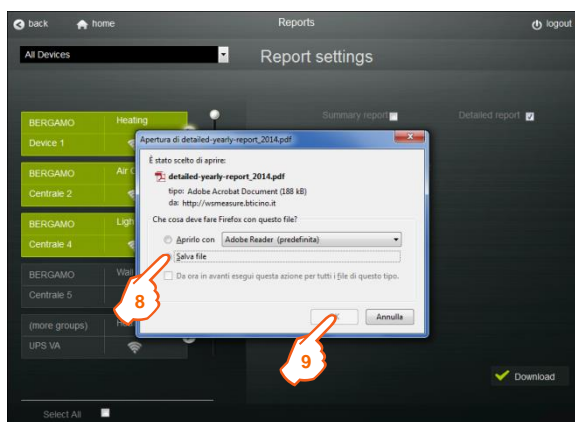 back home Reports logout
All Devices Report settings
Summary report Detailed report
BERGAMO Heating
Device 1
BERGAMO Air C
Centrale 2
BERGAMO Ligh
Centrale 4
BERGAMO Wal
Centrale 5
(more groups)
UPS VA
Select All
Download
Apertura di detailed-yearly-report_2014.pdf
È stato scelto di aprire:
detailed-yearly-report_2014.pdf
tipo: Adobe Acrobat Document (188 kB)
da: http://wsmeasure.bticino.it
Che cosa deve fare Firefox con questo file?
Aprirlo con Adobe Reader (predefinita)
Salva file
Da ora in avanti esegui questa azione per tutti i file di questo tipo.
Annulla
8
9